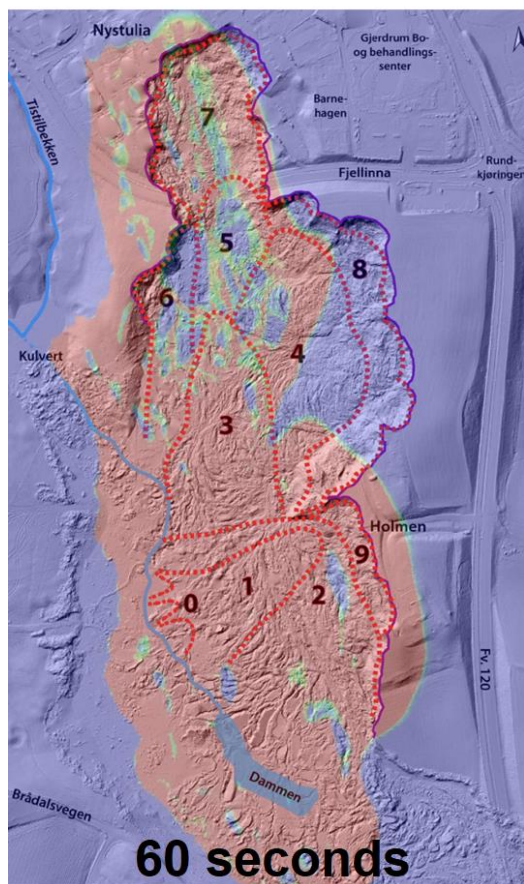 Nystulia
Gjerdrum Bo-
og behandlings-
senter
Tistilbekken
Barne-
hagen
7
Rund-
kjøringen
Fjellinna
5
8
6
4
Kulvert
3
Holmen
9
1
2
0
Fv. 120
Dammen
Brådalsvegen
60 seconds